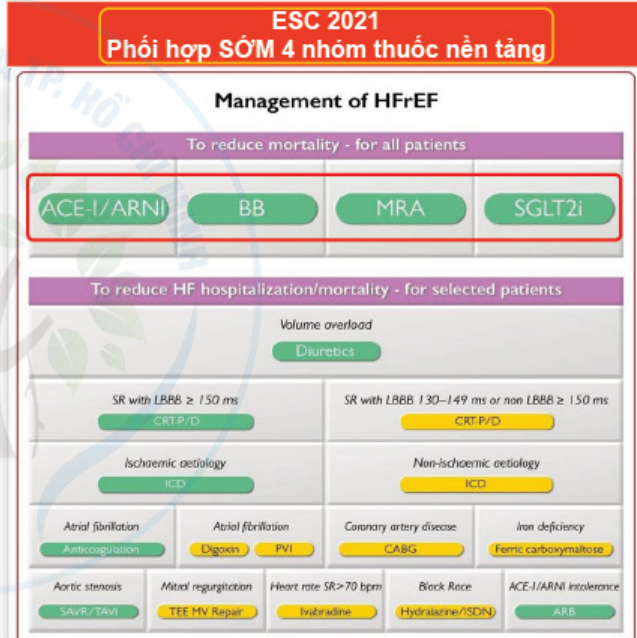 ESC 2021
Phối hợp SỚM 4 nhóm thuốc nền tảng
TP. HỒ CHÍ MINH
Management of HFrEF
To reduce mortality - for all patients
ACE-I/ARNI BB MRA SGLT2i
To reduce HF hospitalization/mortality - for selected patients
Volume overload
Diuretics
SR with LBBB ≥ 150 ms SR with LBBB 130–149 ms or non LBBB ≥ 150 ms
CRT-P/D CRT-P/D
Ischaemic aetiology Non-ischaemic aetiology
ICD ICD
Atrial fibrillation Atrial fibrillation Coronary artery disease Iron deficiency
Anticoagulation Digoxin PVI CABG Ferric carboxymaltose
Aortic stenosis Mitral regurgitation Heart rate SR>70 bpm Black Race ACE-I/ARNI intolerance
SAVR/TAVI TEE MV Repair Ivabradine Hydralazine/ISDN ARB